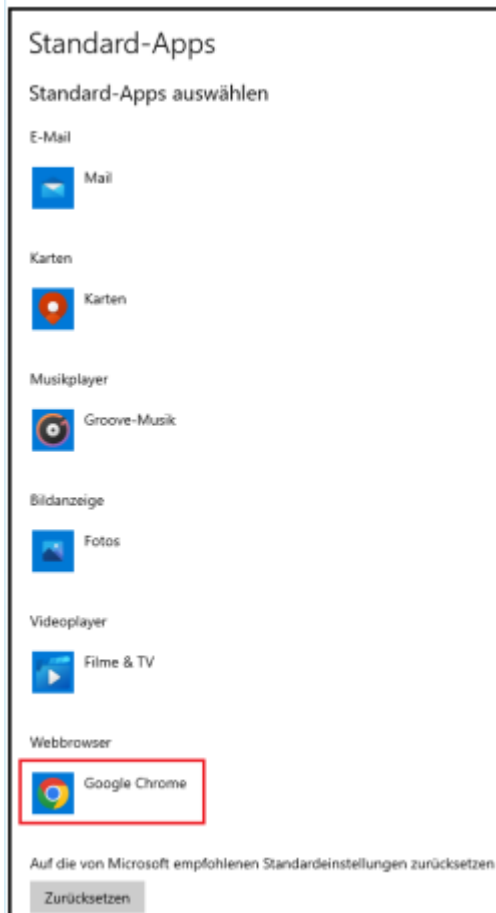 Standard-Apps
Standard-Apps auswählen
E-Mail
Mail
Karten
Karten
Musikplayer
Groove-Musik
Bildanzeige
Fotos
Videoplayer
Filme & TV
Webbrowser
Google Chrome
Auf die von Microsoft empfohlenen Standardeinstellungen zurücksetzen
Zurücksetzen